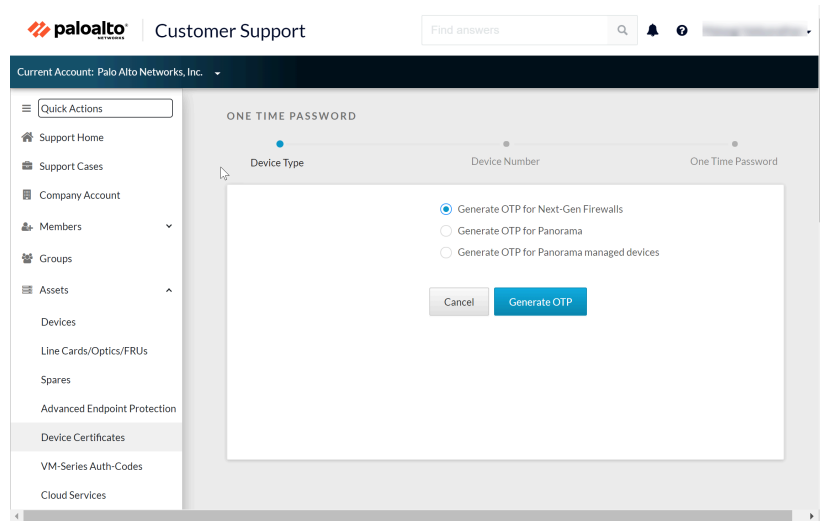 paloalto
NETWORKS
Customer Support
Find answers
Current Account: Palo Alto Networks, Inc.
Quick Actions
Support Home
Support Cases
Company Account
Members
Groups
Assets
Devices
Line Cards/Optics/FRUs
Spares
Advanced Endpoint Protection
Device Certificates
VM-Series Auth-Codes
Cloud Services
ONE TIME PASSWORD
Device Type
Device Number
One Time Password
Generate OTP for Next-Gen Firewalls
Generate OTP for Panorama
Generate OTP for Panorama managed devices
Cancel
Generate OTP